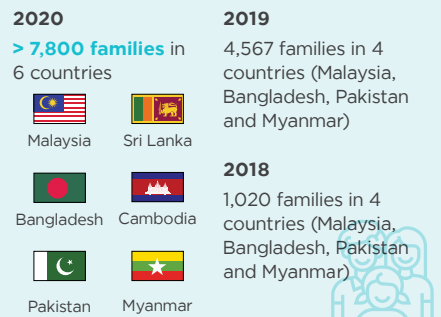 2020
> 7,800 families in
6 countries
Malaysia
Sri Lanka
Bangladesh
Cambodia
Pakistan
Myanmar
2019
4,567 families in 4
countries (Malaysia,
Bangladesh, Pakistan
and Myanmar)
2018
1,020 families in 4
countries (Malaysia,
Bangladesh, Pakistan
and Myanmar)